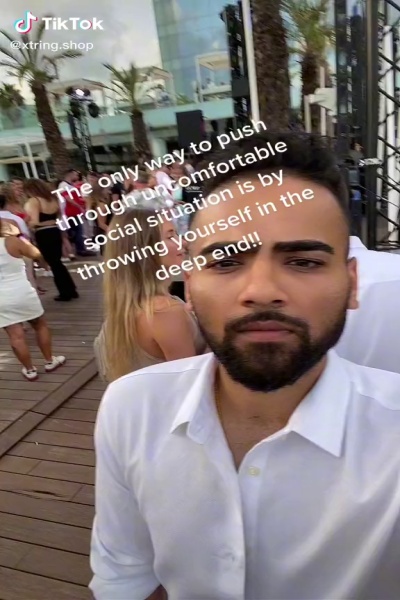 TikTok
@xtring.shop
The only way to push
through uncomfortable
social situation is by
throwing yourself in the
deep end!!